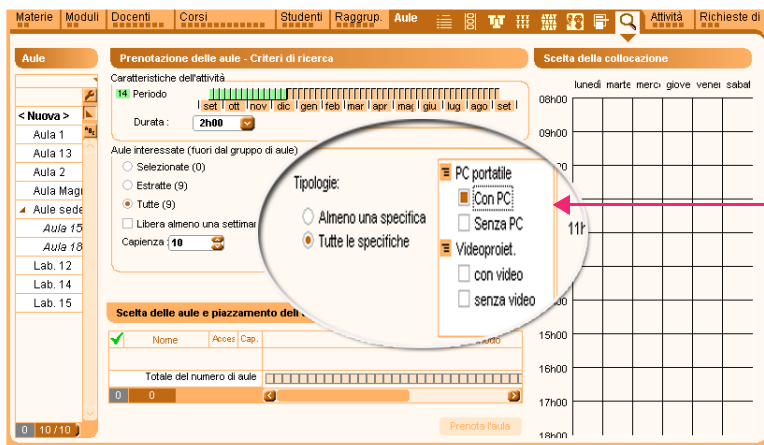 Materie Moduli Docenti Corsi Studenti Raggrup. Aule Attività Richieste di
Aule
Prenotazione delle aule - Criteri di ricerca
Scelta della collocazione
Caratteristiche dell'attività
14 Periodo
set ott nov dic gen feb mar apr mag giu lug ago set
Durata : 2h00
Aule interessate (fuori dal gruppo di aule)
Selezionate (0)
Estratte (9)
Tutte (9)
Libera almeno una settimar
Capienza : 10
< Nuova >
Aula 1
Aula 13
Aula 2
Aula Magi
Aule sede
Aula 15
Aula 18
Lab. 12
Lab. 14
Lab. 15
0 10 / 10
Tipologie:
Almeno una specifica
Tutte le specifiche
PC portatile
Con PC
Senza PC
Videoproiet.
con video
senza video
Scelta delle aule e piazzamento dell
Nome Acces Cap.
Totale del numero di aule
0 0
Prenota l'aula
lunedì marte merco giove vener sabat
08h00
09h00
11h
15h00
16h00
17h00
18h00